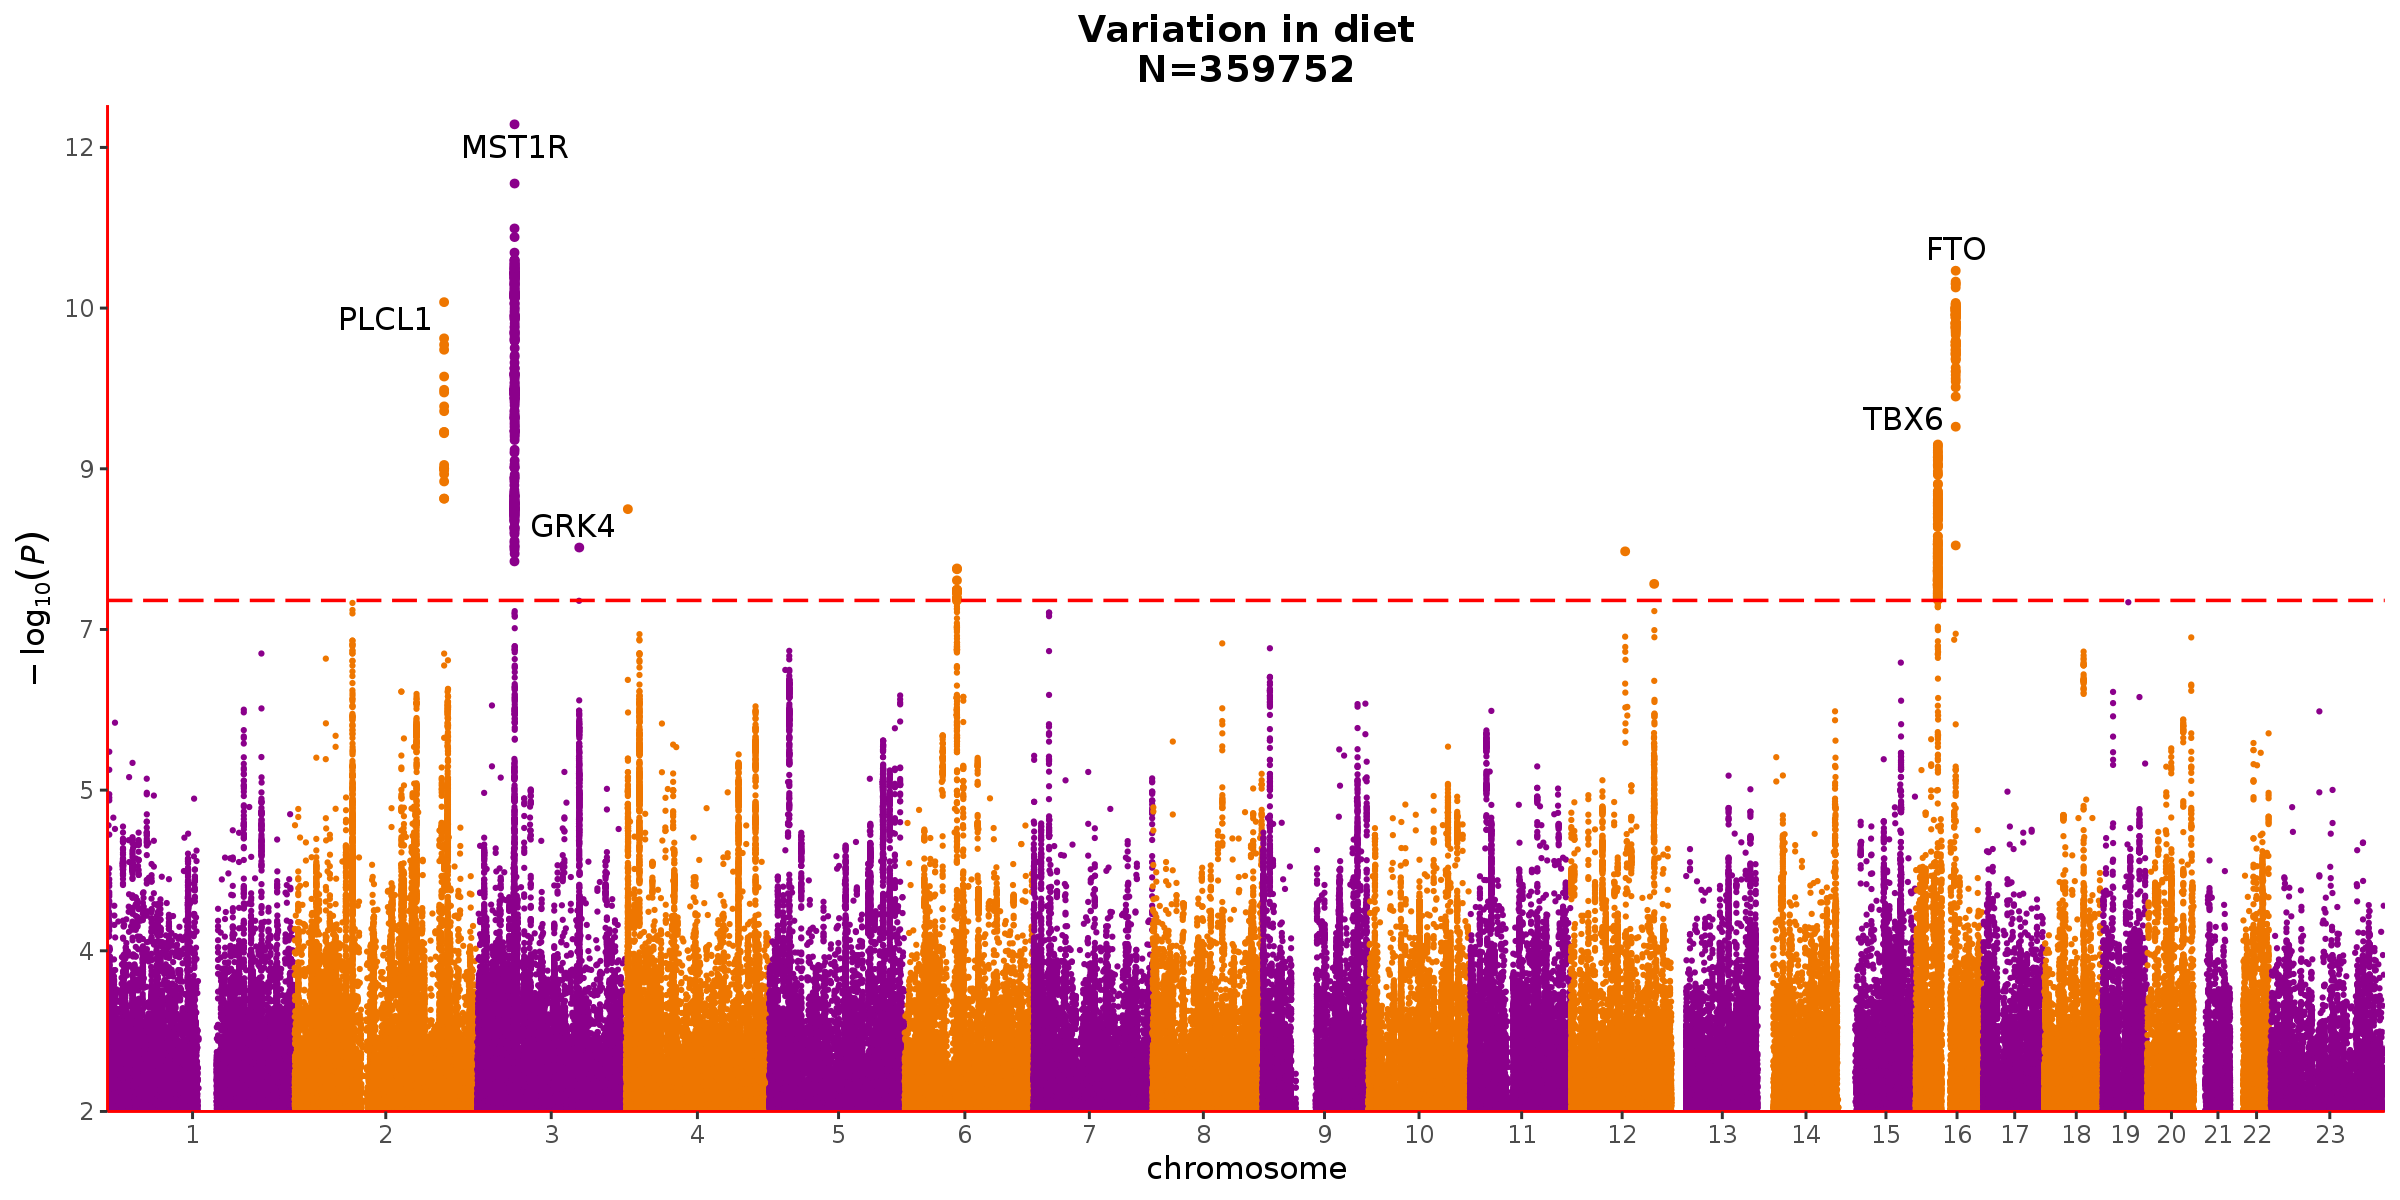 Variation in diet
N=359752
12
MST1R
FTO
10
PLCL1
TBX6
9
GRK4
7
5
4
2
− log10(P)
1 2 3 4 5 6 7 8 9 10 11 12 13 14 15 16 17 18 19 20 21 22 23
chromosome